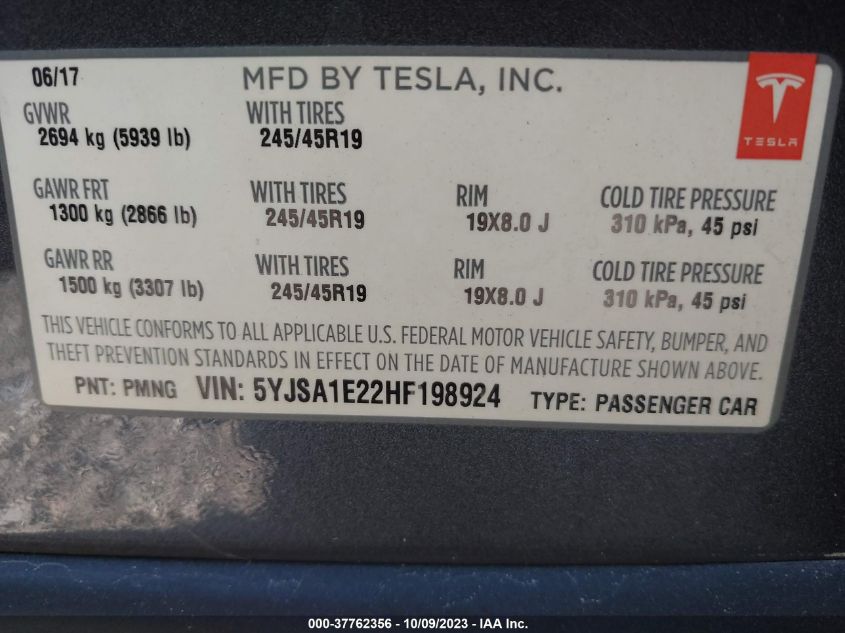 06/17 MFD BY TESLA, INC.
TESLA
GVWR WITH TIRES
2694 kg (5939 lb) 245/45R19
GAWR FRT WITH TIRES RIM COLD TIRE PRESSURE
1300 kg (2866 lb) 245/45R19 19X8.0 J 310 kPa, 45 psi
GAWR RR WITH TIRES RIM COLD TIRE PRESSURE
1500 kg (3307 lb) 245/45R19 19X8.0 J 310 kPa, 45 psi
THIS VEHICLE CONFORMS TO ALL APPLICABLE U.S. FEDERAL MOTOR VEHICLE SAFETY, BUMPER, AND
THEFT PREVENTION STANDARDS IN EFFECT ON THE DATE OF MANUFACTURE SHOWN ABOVE.
PNT: PMNG VIN: 5YJSA1E22HF198924 TYPE: PASSENGER CAR
000-37762356 - 10/09/2023 - IAA Inc.